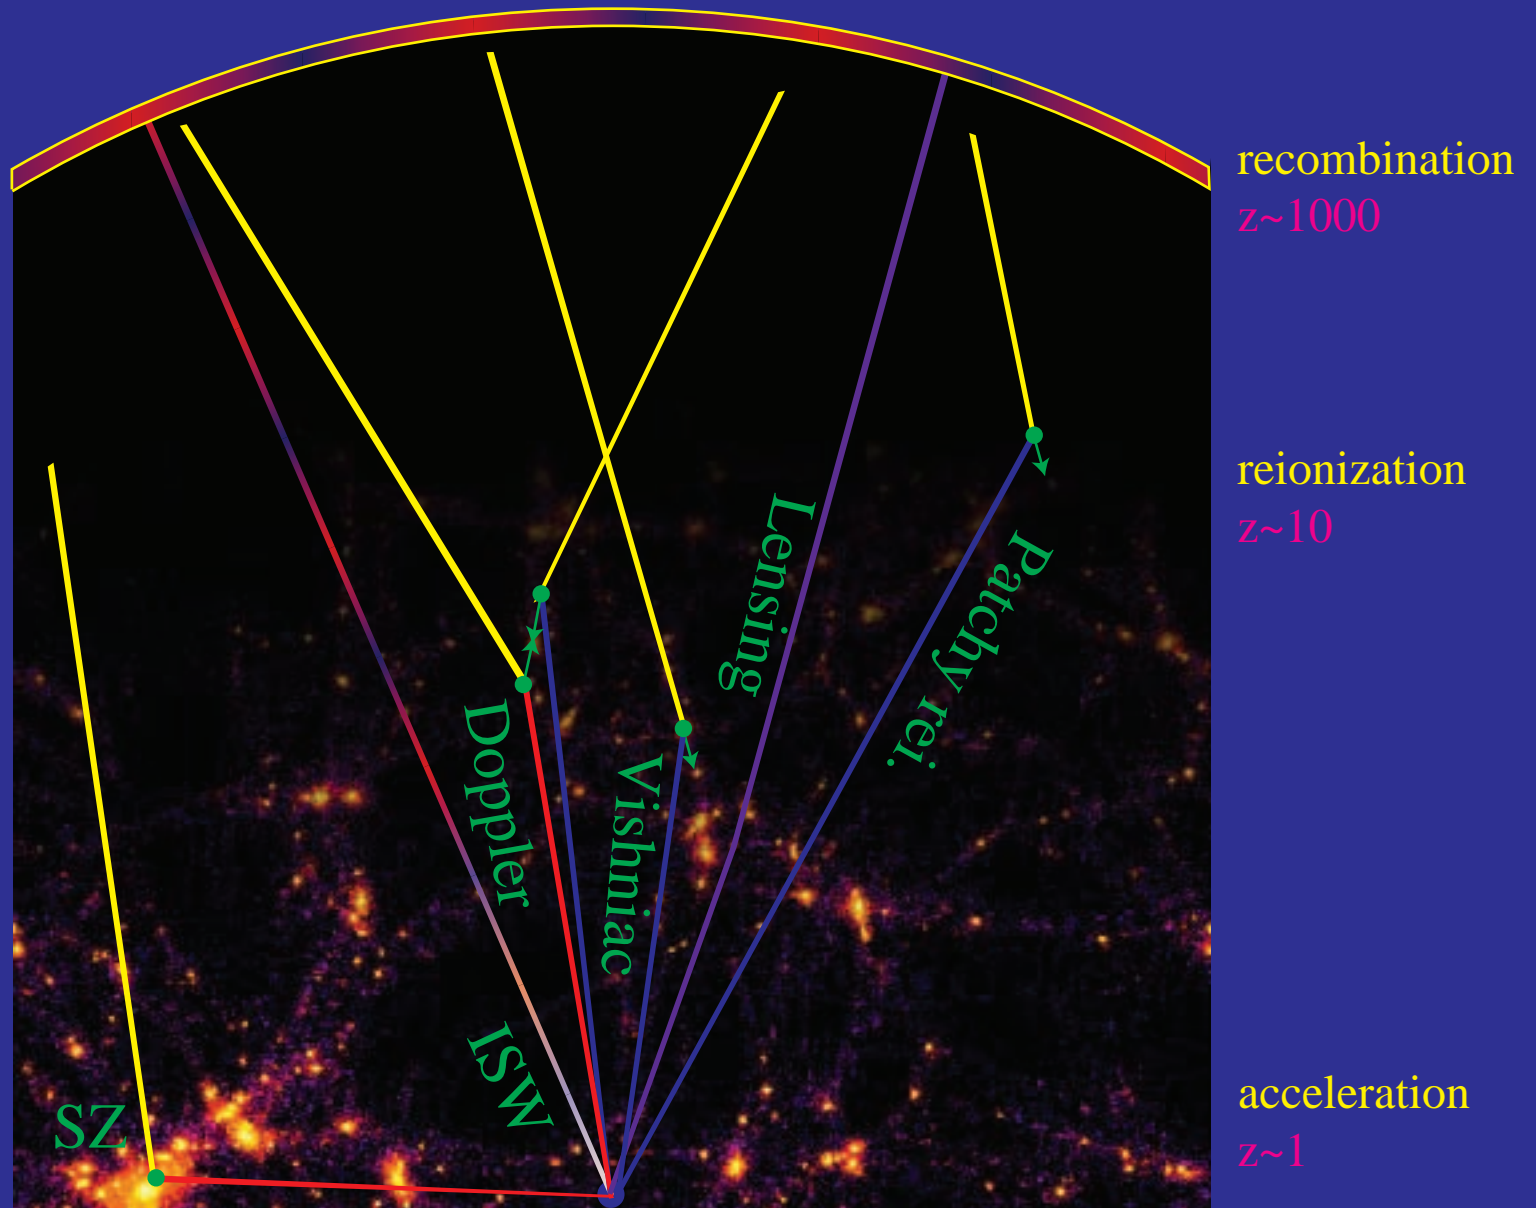 recombination
z~1000
reionization
z~10
Lensing
Patchy rei.
Doppler
Vishniac
ISW
SZ
acceleration
z~1